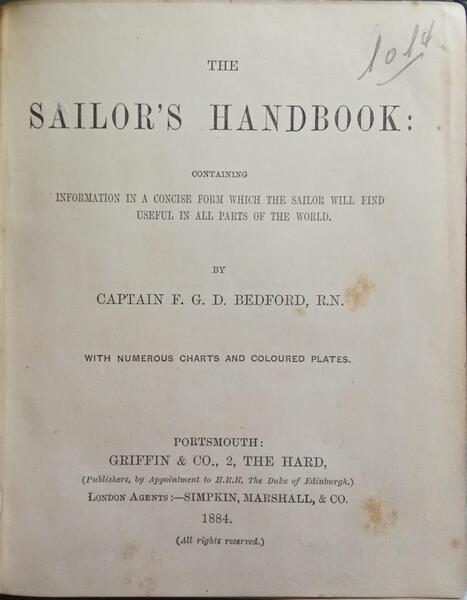 1014
THE
SAILOR'S HANDBOOK:
CONTAINING
INFORMATION IN A CONCISE FORM WHICH THE SAILOR WILL FIND
USEFUL IN ALL PARTS OF THE WORLD.
BY
CAPTAIN F. G. D. BEDFORD, R.N.
WITH NUMEROUS CHARTS AND COLOURED PLATES.
PORTSMOUTH:
GRIFFIN & CO., 2, THE HARD,
(Publishers, by Appointment to H.R.H. The Duke of Edinburgh.)
LONDON AGENTS:—SIMPKIN, MARSHALL, & CO.
1884.
(All rights reserved.)